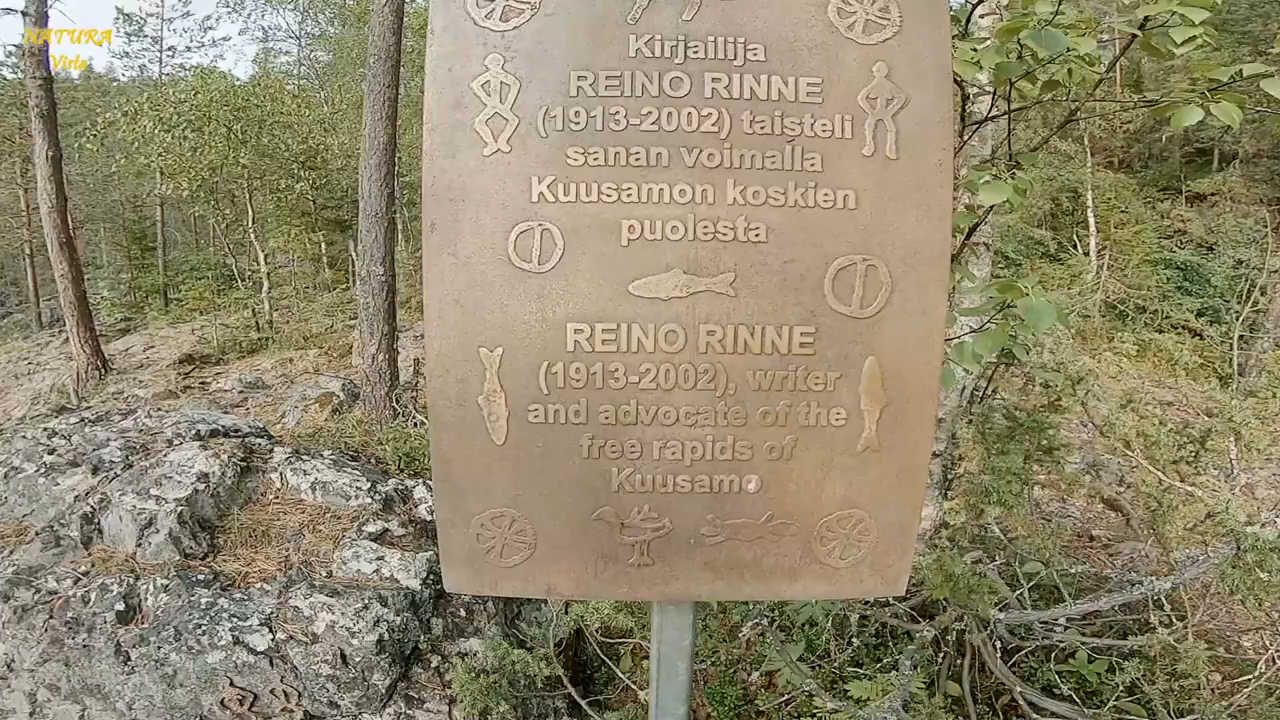 NATURA
Virte
Kirjailija
REINO RINNE
(1913-2002) taisteli
sanan voimalla
Kuusamon koskien
puolesta
REINO RINNE
(1913-2002), writer
and advocate of the
free rapids of
Kuusamo